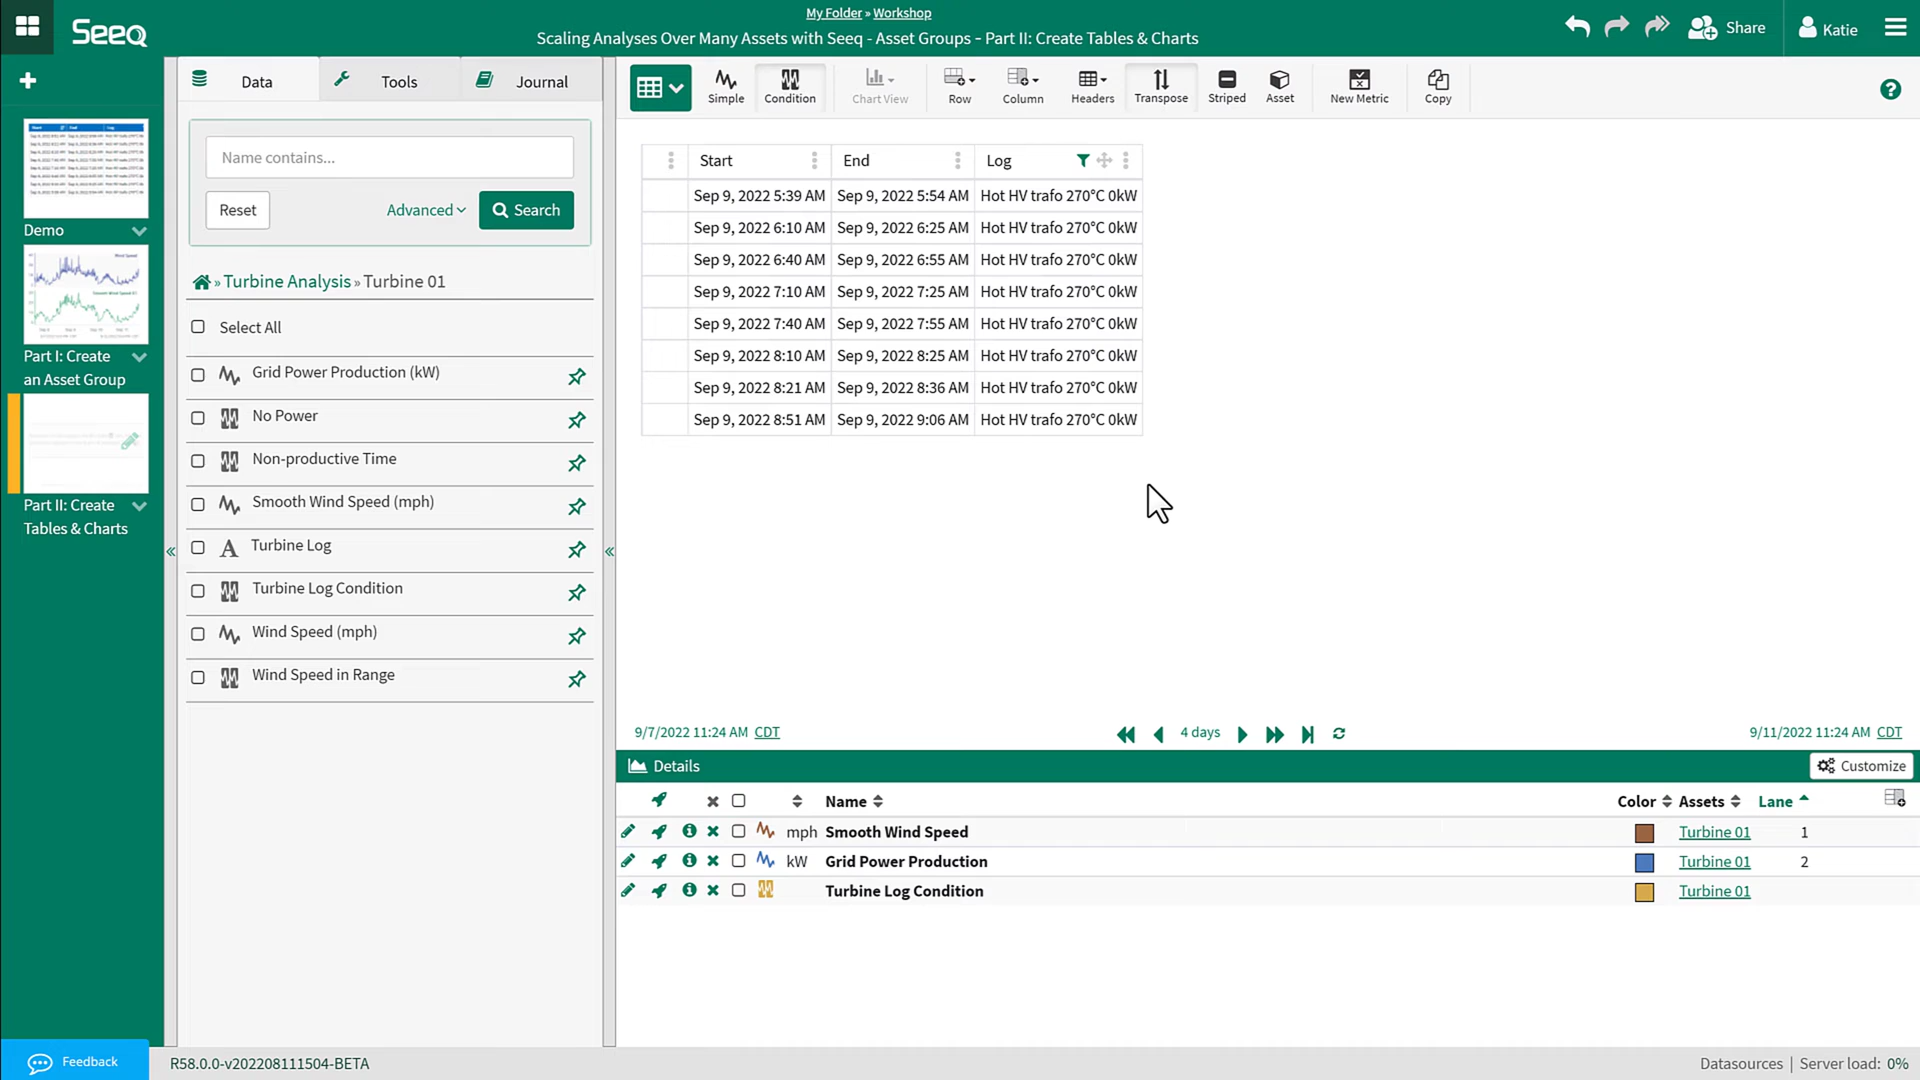 My Folder » Workshop
Seeq
Scaling Analyses Over Many Assets with Seeq - Asset Groups - Part II: Create Tables & Charts
Share
Katie
Demo
Part I: Create
an Asset Group
Part II: Create
Tables & Charts
Data
Tools
Journal
Name contains...
Reset
Advanced
Search
» Turbine Analysis » Turbine 01
Select All
Grid Power Production (kW)
No Power
Non-productive Time
Smooth Wind Speed (mph)
Turbine Log
Turbine Log Condition
Wind Speed (mph)
Wind Speed in Range
Simple
Condition
Chart View
Row
Column
Headers
Transpose
Striped
Asset
New Metric
Copy
Start End Log
Sep 9, 2022 5:39 AM Sep 9, 2022 5:54 AM Hot HV trafo 270°C 0kW
Sep 9, 2022 6:10 AM Sep 9, 2022 6:25 AM Hot HV trafo 270°C 0kW
Sep 9, 2022 6:40 AM Sep 9, 2022 6:55 AM Hot HV trafo 270°C 0kW
Sep 9, 2022 7:10 AM Sep 9, 2022 7:25 AM Hot HV trafo 270°C 0kW
Sep 9, 2022 7:40 AM Sep 9, 2022 7:55 AM Hot HV trafo 270°C 0kW
Sep 9, 2022 8:10 AM Sep 9, 2022 8:25 AM Hot HV trafo 270°C 0kW
Sep 9, 2022 8:21 AM Sep 9, 2022 8:36 AM Hot HV trafo 270°C 0kW
Sep 9, 2022 8:51 AM Sep 9, 2022 9:06 AM Hot HV trafo 270°C 0kW
9/7/2022 11:24 AM CDT 4 days 9/11/2022 11:24 AM CDT
Details Customize
Name Color Assets Lane
mph Smooth Wind Speed Turbine 01 1
kW Grid Power Production Turbine 01 2
Turbine Log Condition Turbine 01
Feedback
R58.0.0-v202208111504-BETA
Datasources | Server load: 0%